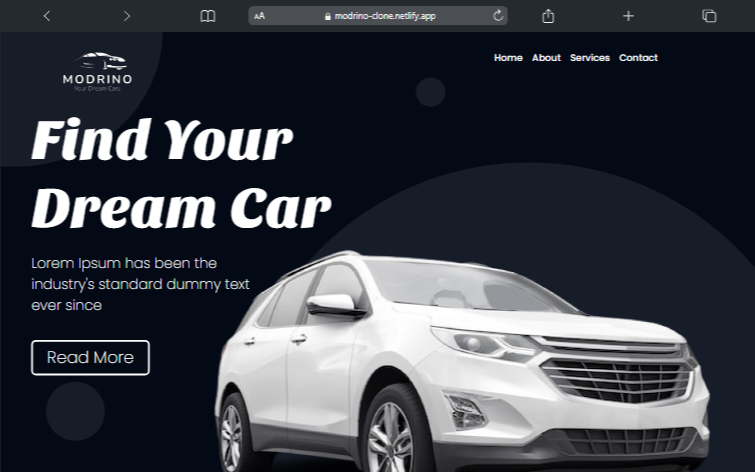 AA modrino-clone.netlify.app
Home About Services Contact
MODRINO
Your Dream Cars
Find Your
Dream Car
Lorem Ipsum has been the
industry's standard dummy text
ever since
Read More